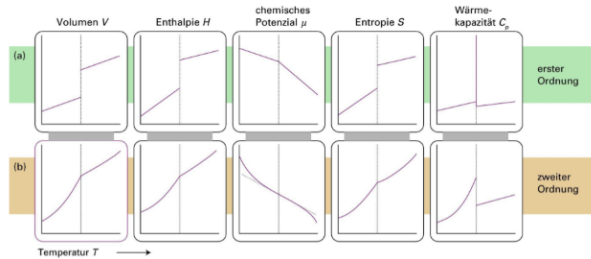 Volumen V
Enthalpie H
chemisches
Potenzial μ
Entropie S
Wärme-
kapazität Cp
(a)
erster
Ordnung
(b)
zweiter
Ordnung
Temperatur T